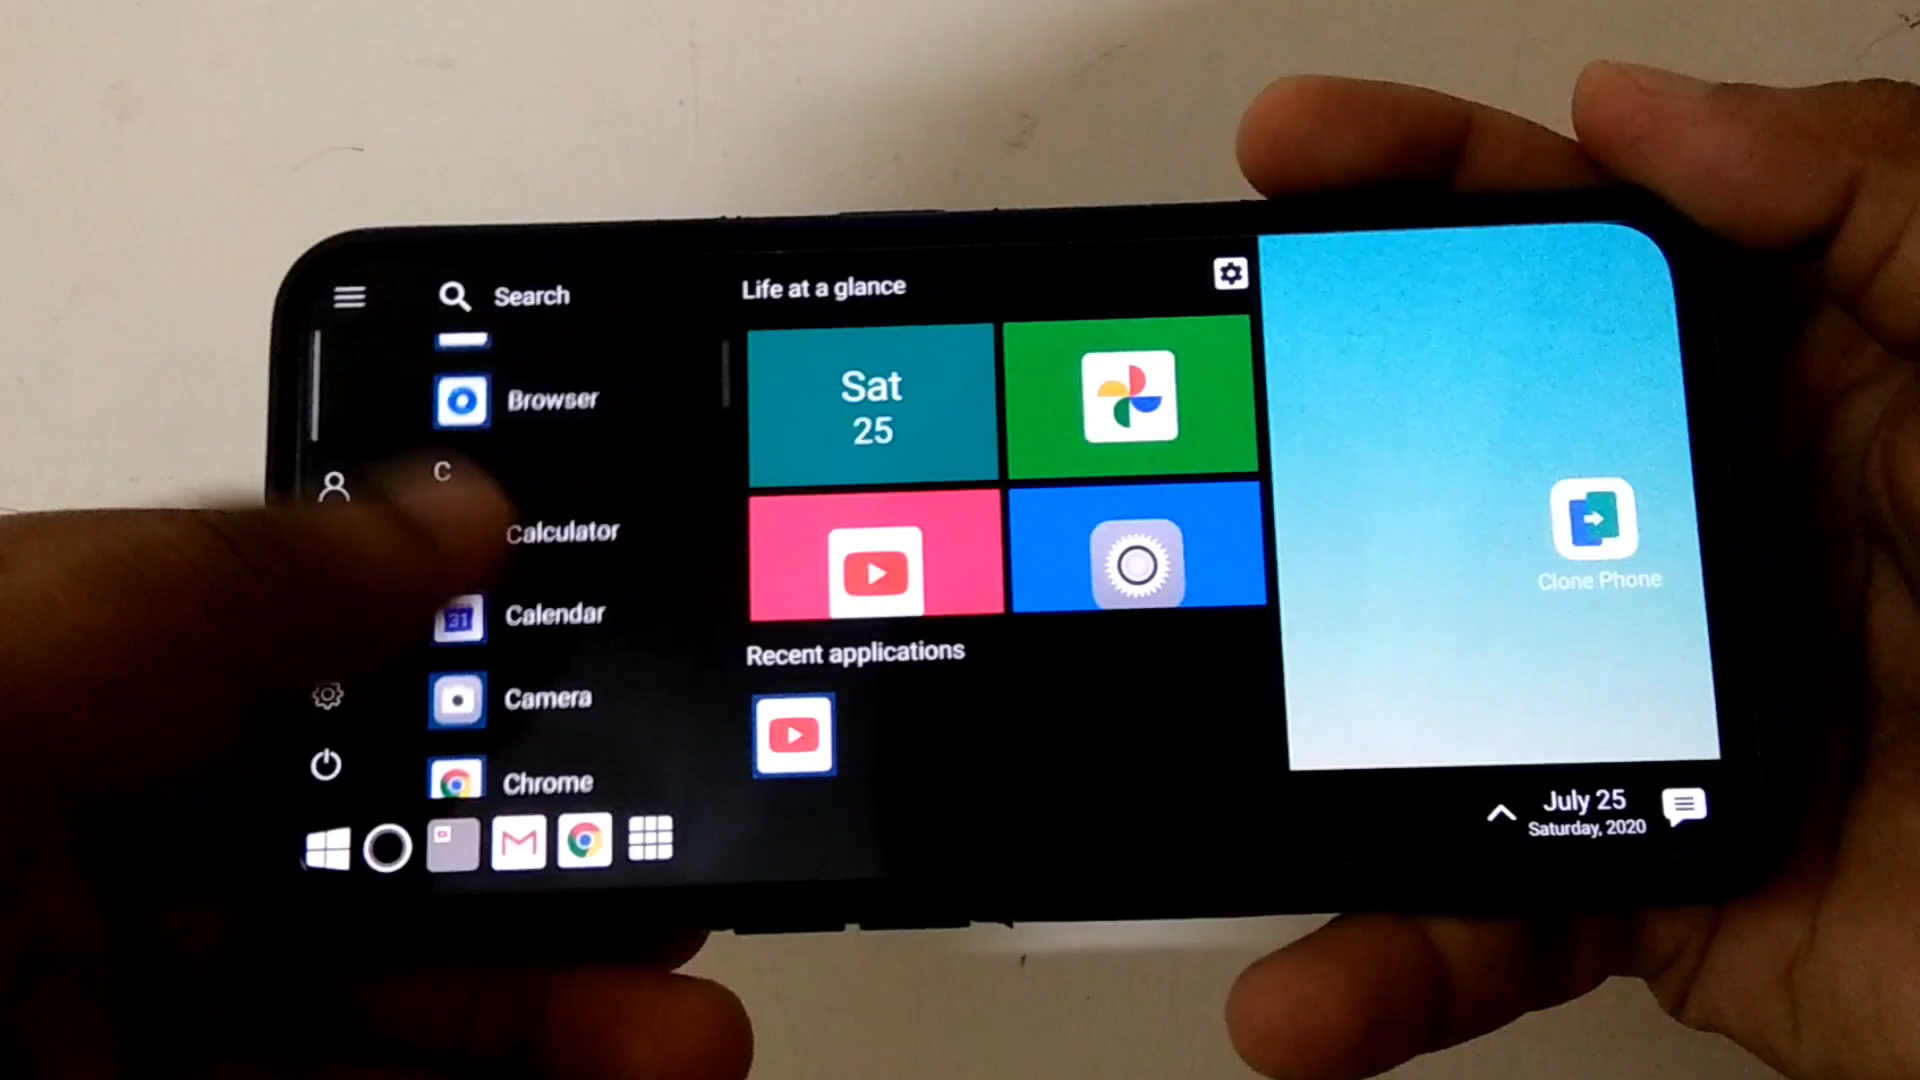 Search
Browser
C
Calculator
31
Calendar
Camera
Chrome
Life at a glance
Sat
25
Recent applications
Clone Phone
July 25
Saturday, 2020